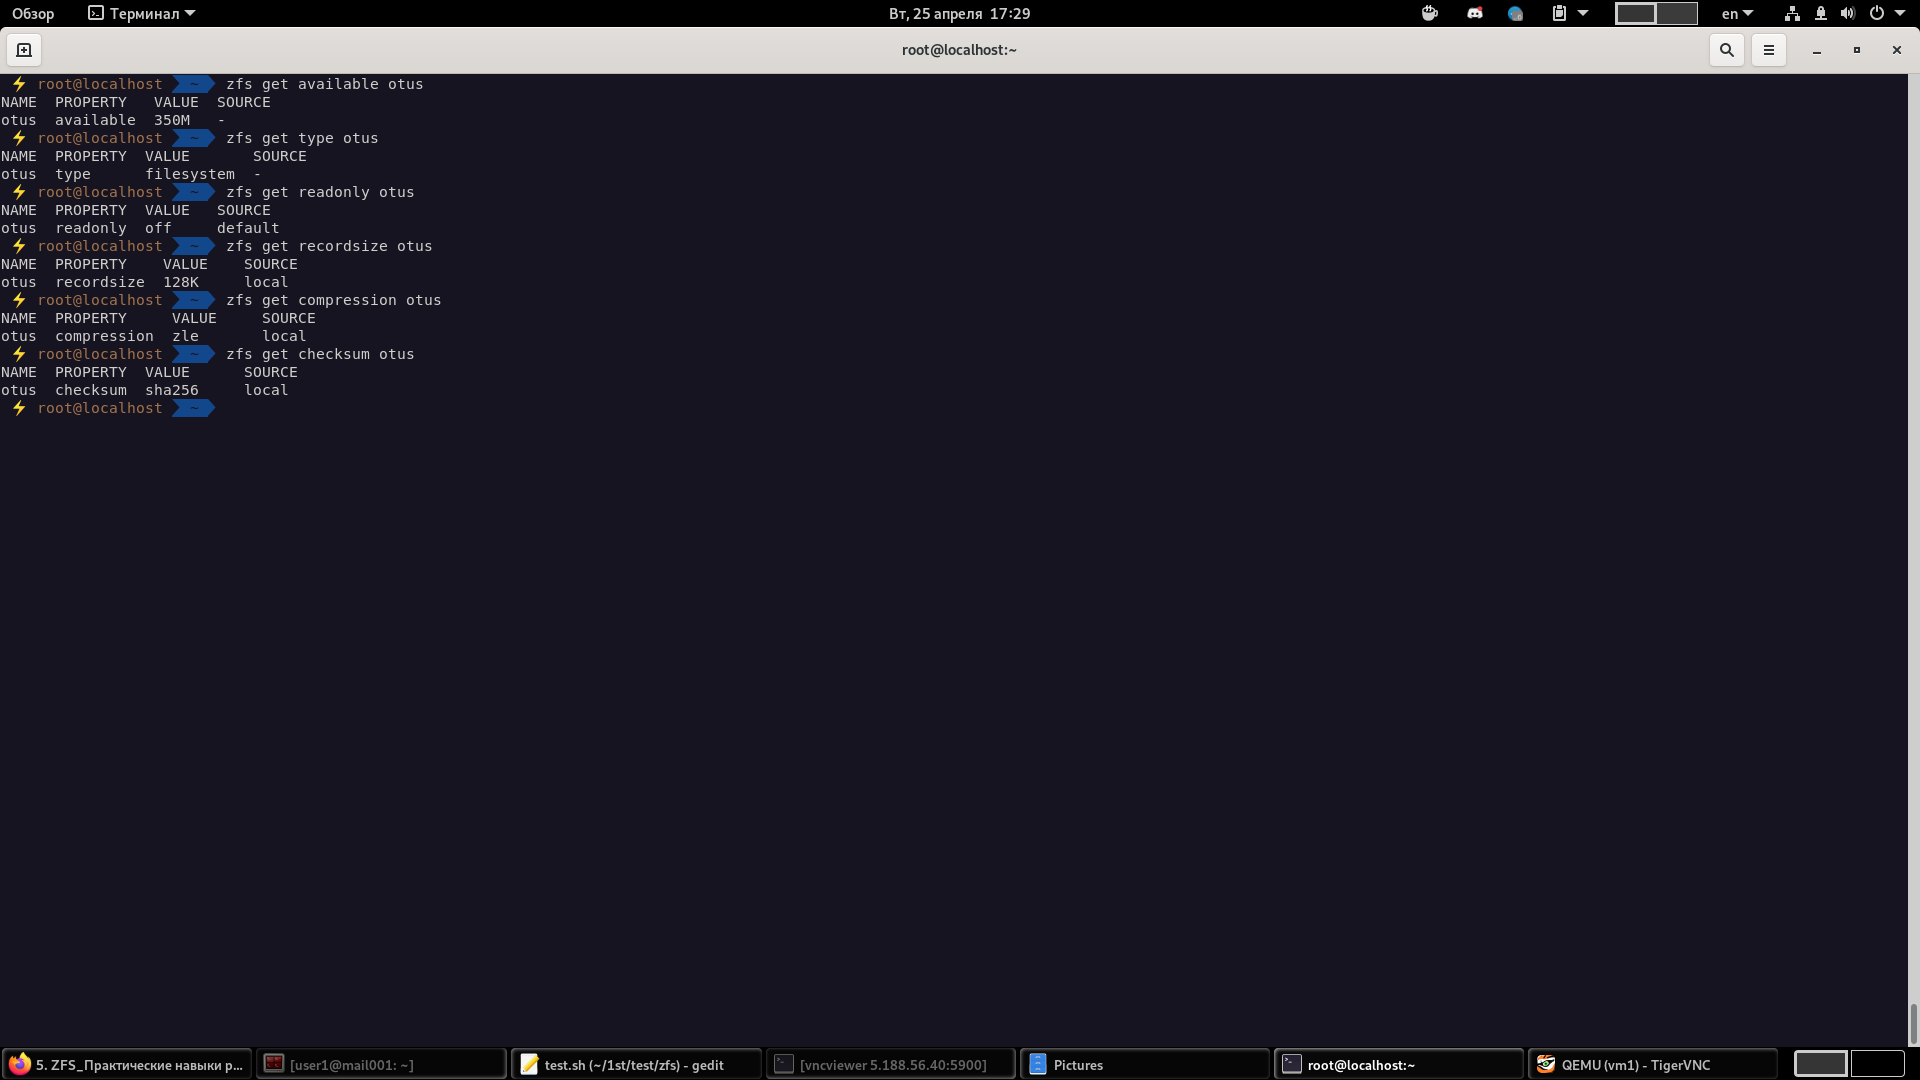 Обзор Терминал Вт, 25 апреля 17:29 en
root@localhost:~
root@localhost ~ zfs get available otus
NAME  PROPERTY   VALUE  SOURCE
otus  available  350M   -
root@localhost ~ zfs get type otus
NAME  PROPERTY  VALUE       SOURCE
otus  type      filesystem  -
root@localhost ~ zfs get readonly otus
NAME  PROPERTY  VALUE   SOURCE
otus  readonly  off     default
root@localhost ~ zfs get recordsize otus
NAME  PROPERTY    VALUE    SOURCE
otus  recordsize  128K     local
root@localhost ~ zfs get compression otus
NAME  PROPERTY     VALUE     SOURCE
otus  compression  zle       local
root@localhost ~ zfs get checksum otus
NAME  PROPERTY  VALUE      SOURCE
otus  checksum  sha256     local
root@localhost ~
5. ZFS_Практические навыки р... [user1@mail001: ~] test.sh (~/1st/test/zfs) - gedit [vncviewer 5.188.56.40:5900] Pictures root@localhost:~ QEMU (vm1) - TigerVNC